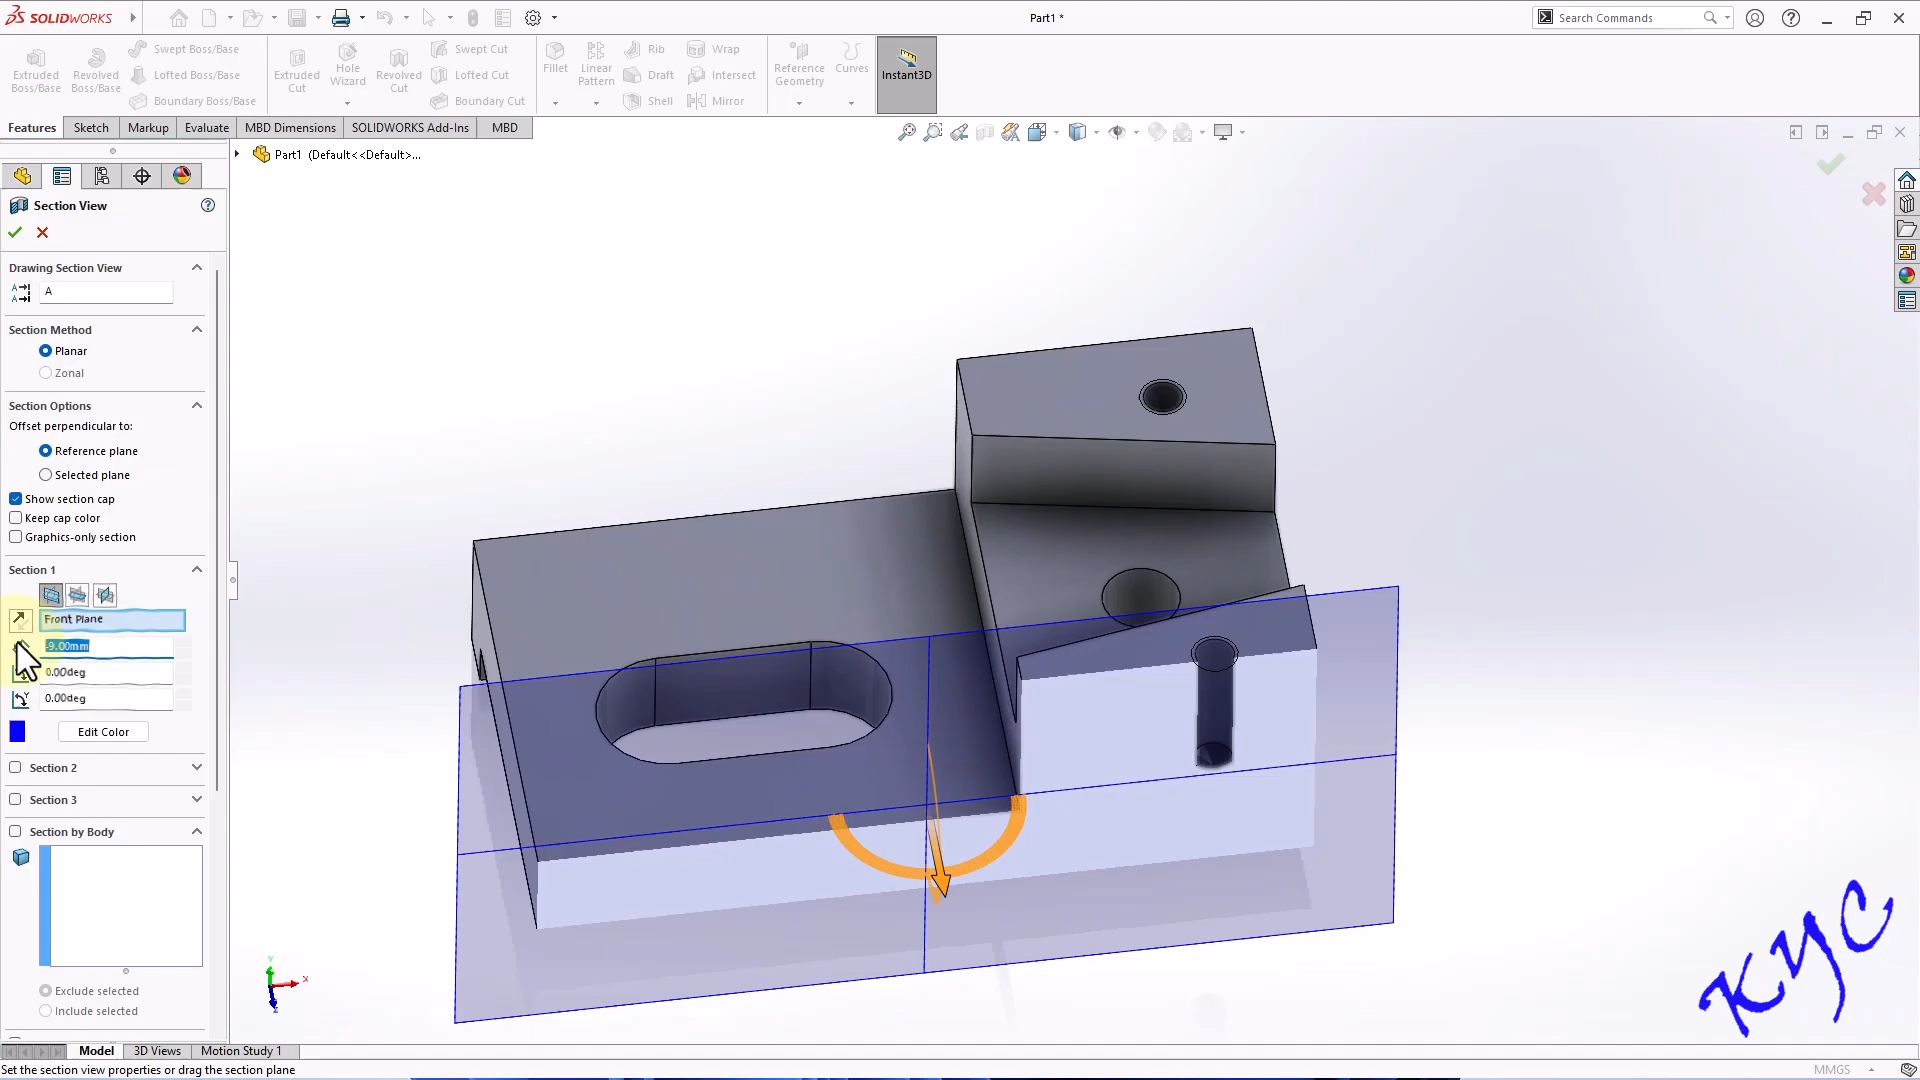 SOLIDWORKS
Part1 *
Search Commands
Extruded Boss/Base
Revolved Boss/Base
Swept Boss/Base
Lofted Boss/Base
Boundary Boss/Base
Extruded Cut
Hole Wizard
Revolved Cut
Swept Cut
Lofted Cut
Boundary Cut
Fillet
Linear Pattern
Rib
Draft
Shell
Wrap
Intersect
Mirror
Reference Geometry
Curves
Instant3D
Features
Sketch
Markup
Evaluate
MBD Dimensions
SOLIDWORKS Add-Ins
MBD
Part1 (Default<<Default>...
Section View
Drawing Section View
A
Section Method
Planar
Zonal
Section Options
Offset perpendicular to:
Reference plane
Selected plane
Show section cap
Keep cap color
Graphics-only section
Section 1
Front Plane
-9.00mm
0.00deg
0.00deg
Edit Color
Section 2
Section 3
Section by Body
Exclude selected
Include selected
Y
X
Z
KYC
Model
3D Views
Motion Study 1
Set the section view properties or drag the section plane
MMGS